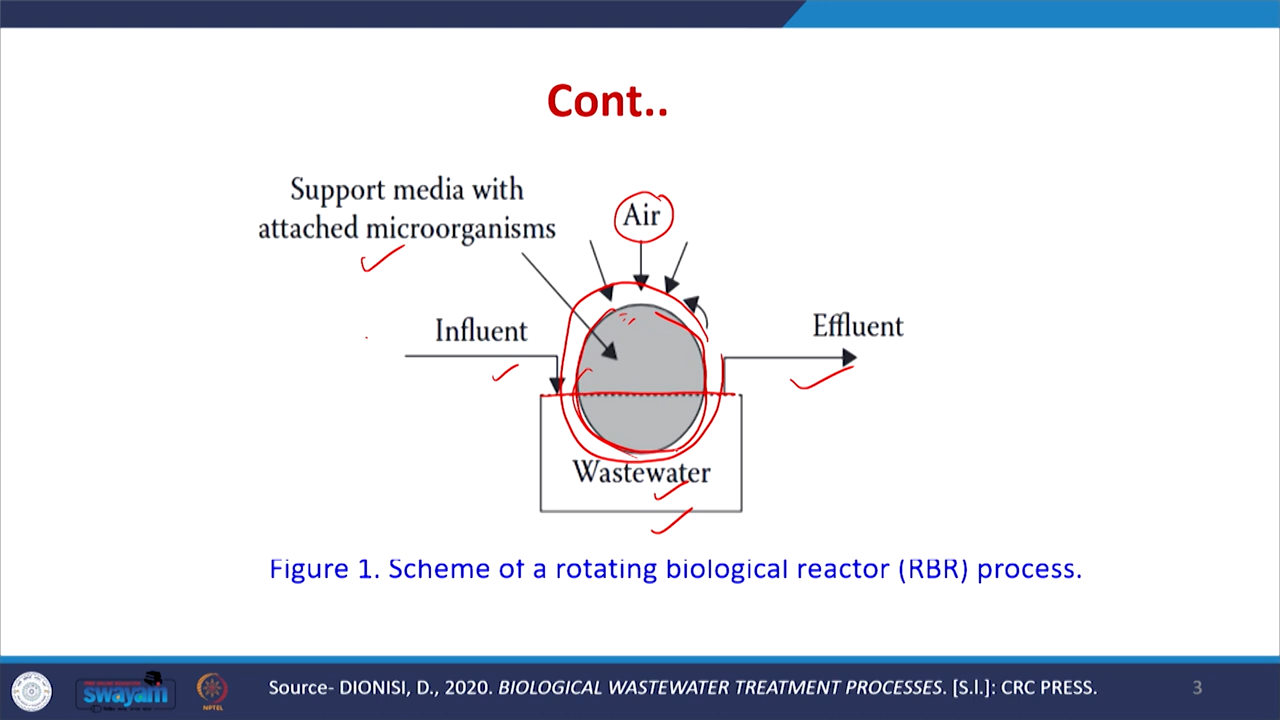 Cont..
Support media with
attached microorganisms
Air
Influent
Effluent
Wastewater
Figure 1. Scheme of a rotating biological reactor (RBR) process.
swayam
NPTEL
Source- DIONISI, D., 2020. BIOLOGICAL WASTEWATER TREATMENT PROCESSES. [S.l.]: CRC PRESS.
3